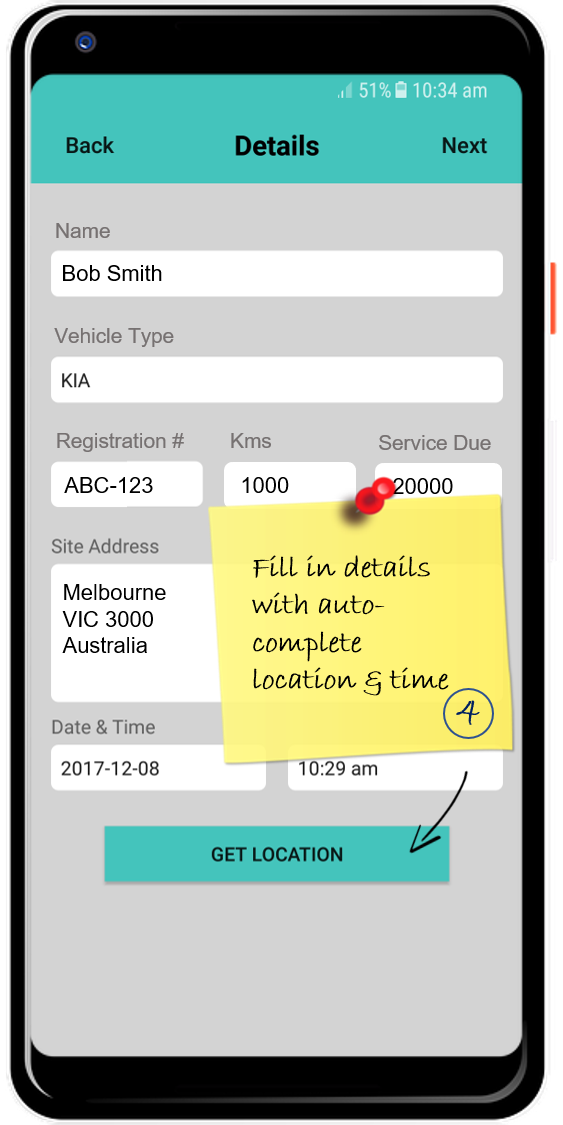 51% 10:34 am
Back Details Next
Name
Bob Smith
Vehicle Type
KIA
Registration # Kms Service Due
ABC-123 1000 20000
Site Address
Melbourne
VIC 3000
Australia
Fill in details
with auto-
complete
location & time
4
Date & Time
2017-12-08 10:29 am
GET LOCATION